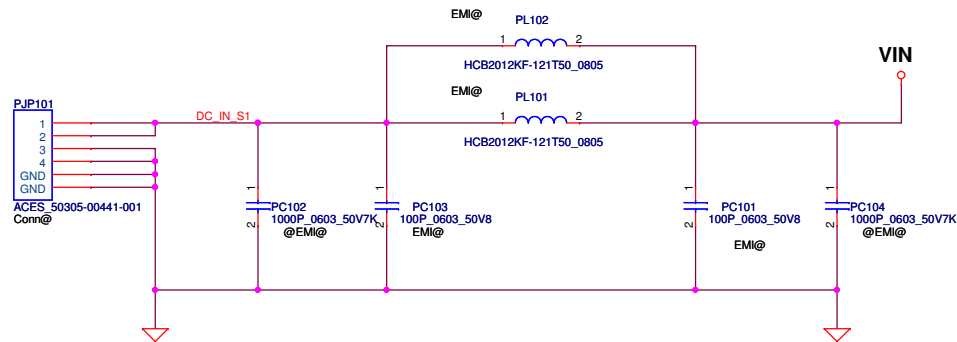 EMI@
PL102
1
2
HCB2012KF-121T50_0805
VIN
EMI@
PL101
1
2
HCB2012KF-121T50_0805
PJP101
DC_IN_S1
1
2
3
4
GND
GND
ACES_50305-00441-001
Conn@
1
2
PC102
1000P_0603_50V7K
@EMI@
1
2
PC103
100P_0603_50V8
EMI@
1
2
PC101
100P_0603_50V8
EMI@
1
2
PC104
1000P_0603_50V7K
@EMI@